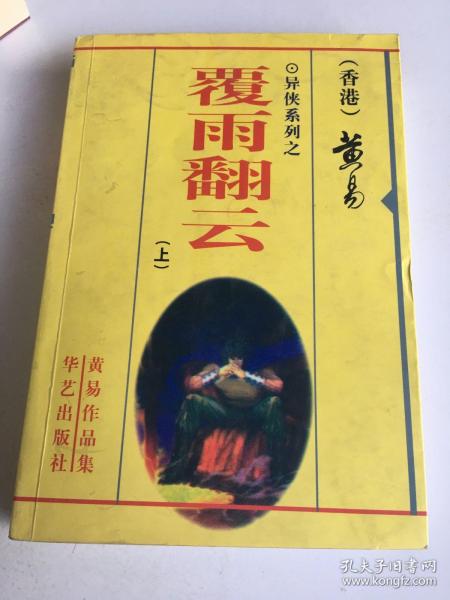 (香港)黄易
⊙异侠系列之
覆雨翻云
(上)
黄易作品集
华艺出版社
孔夫子旧书网
www.kongfz.com